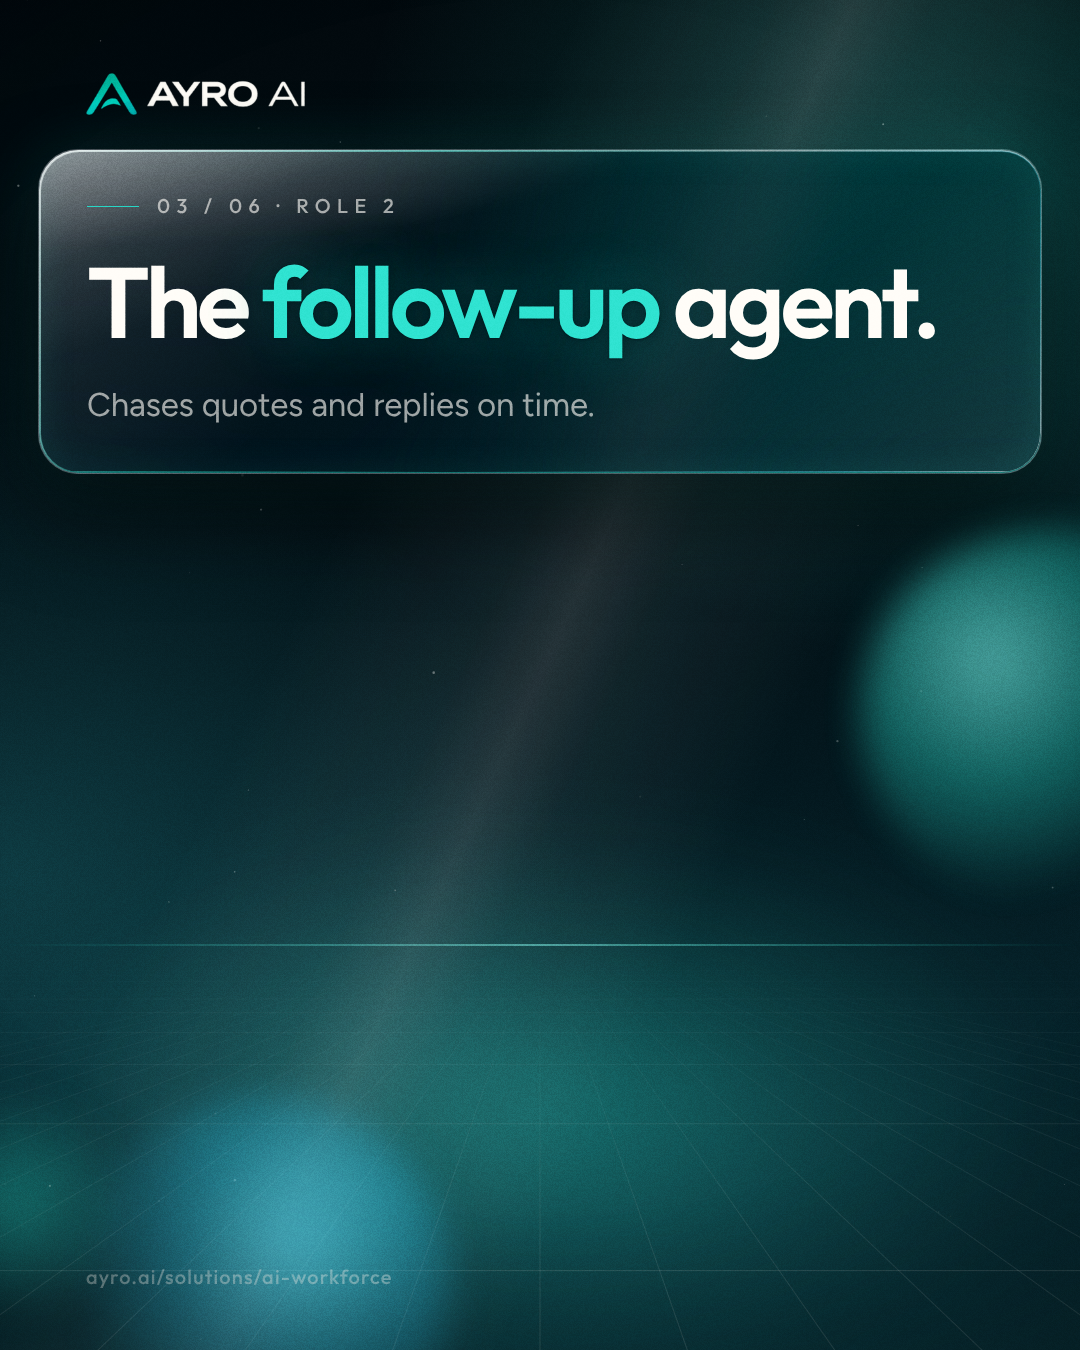 AYRO AI
03 / 06 · ROLE 2
The follow-up agent.
Chases quotes and replies on time.
ayro.ai/solutions/ai-workforce